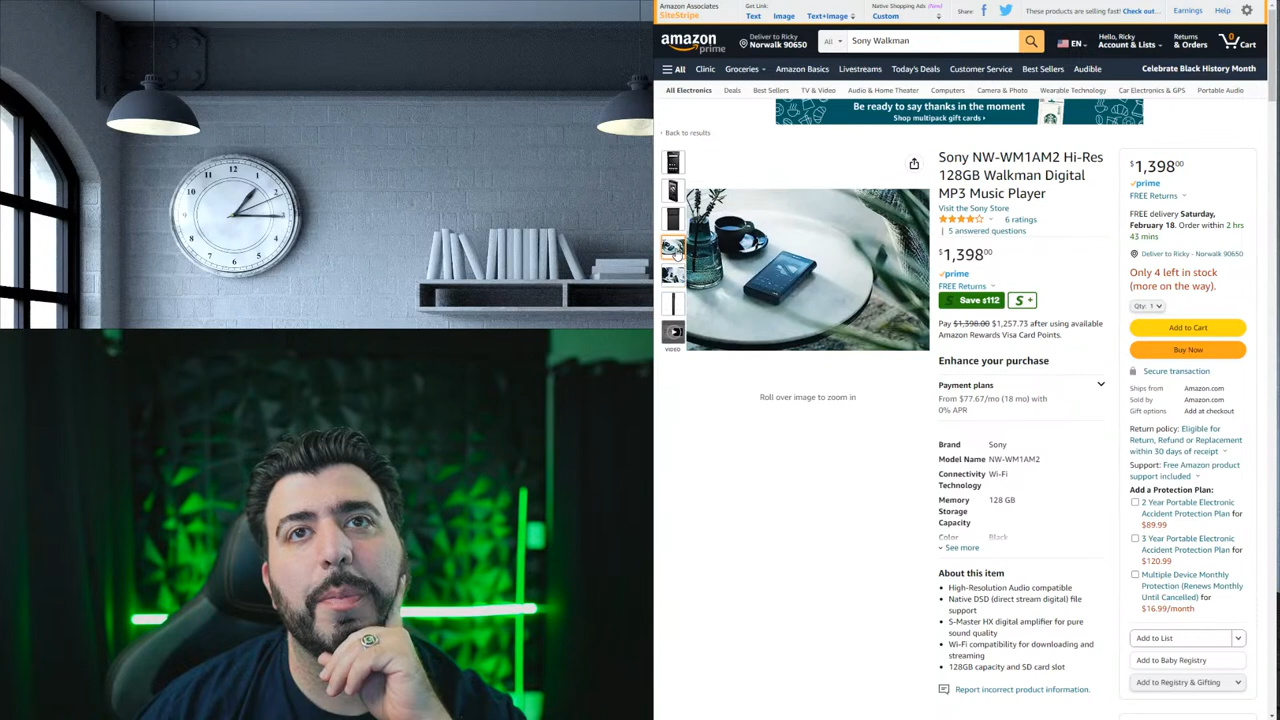 Amazon Associates
SiteStripe
Get Link:
Text Image Text+Image
Native Shopping Ads (New)
Custom
Share:
These products are selling fast! Check out...
Earnings Help
amazon
prime
Deliver to Ricky
Norwalk 90650
All
Sony Walkman
EN
Hello, Ricky
Account & Lists
Returns
& Orders
0
Cart
All Clinic Groceries Amazon Basics Livestreams Today's Deals Customer Service Best Sellers Audible
Celebrate Black History Month
All Electronics Deals Best Sellers TV & Video Audio & Home Theater Computers Camera & Photo Wearable Technology Car Electronics & GPS Portable Audio
Be ready to say thanks in the moment
Shop multipack gift cards ▸
‹ Back to results
VIDEO
Roll over image to zoom in
Sony NW-WM1AM2 Hi-Res
128GB Walkman Digital
MP3 Music Player
Visit the Sony Store
6 ratings
| 5 answered questions
$1,398⁰⁰
prime
FREE Returns
Save $112
S +
Pay $1,398.00 $1,257.73 after using available
Amazon Rewards Visa Card Points.
Enhance your purchase
Payment plans
From $77.67/mo (18 mo) with
0% APR
Brand Sony
Model Name NW-WM1AM2
Connectivity Wi-Fi
Technology
Memory 128 GB
Storage
Capacity
Color Black
See more
About this item
• High-Resolution Audio compatible
• Native DSD (direct stream digital) file
support
• S-Master HX digital amplifier for pure
sound quality
• Wi-Fi compatibility for downloading and
streaming
• 128GB capacity and SD card slot
Report incorrect product information.
$1,398⁰⁰
prime
FREE Returns
FREE delivery Saturday,
February 18. Order within 2 hrs
43 mins
Deliver to Ricky - Norwalk 90650
Only 4 left in stock
(more on the way).
Qty: 1
Add to Cart
Buy Now
Secure transaction
Ships from Amazon.com
Sold by Amazon.com
Gift options Add at checkout
Return policy: Eligible for
Return, Refund or Replacement
within 30 days of receipt
Support: Free Amazon product
support included
Add a Protection Plan:
2 Year Portable Electronic
Accident Protection Plan for
$89.99
3 Year Portable Electronic
Accident Protection Plan for
$120.99
Multiple Device Monthly
Protection (Renews Monthly
Until Cancelled) for
$16.99/month
Add to List
Add to Baby Registry
Add to Registry & Gifting
12
1
2
3
4
5
6
7
8
9
10
11